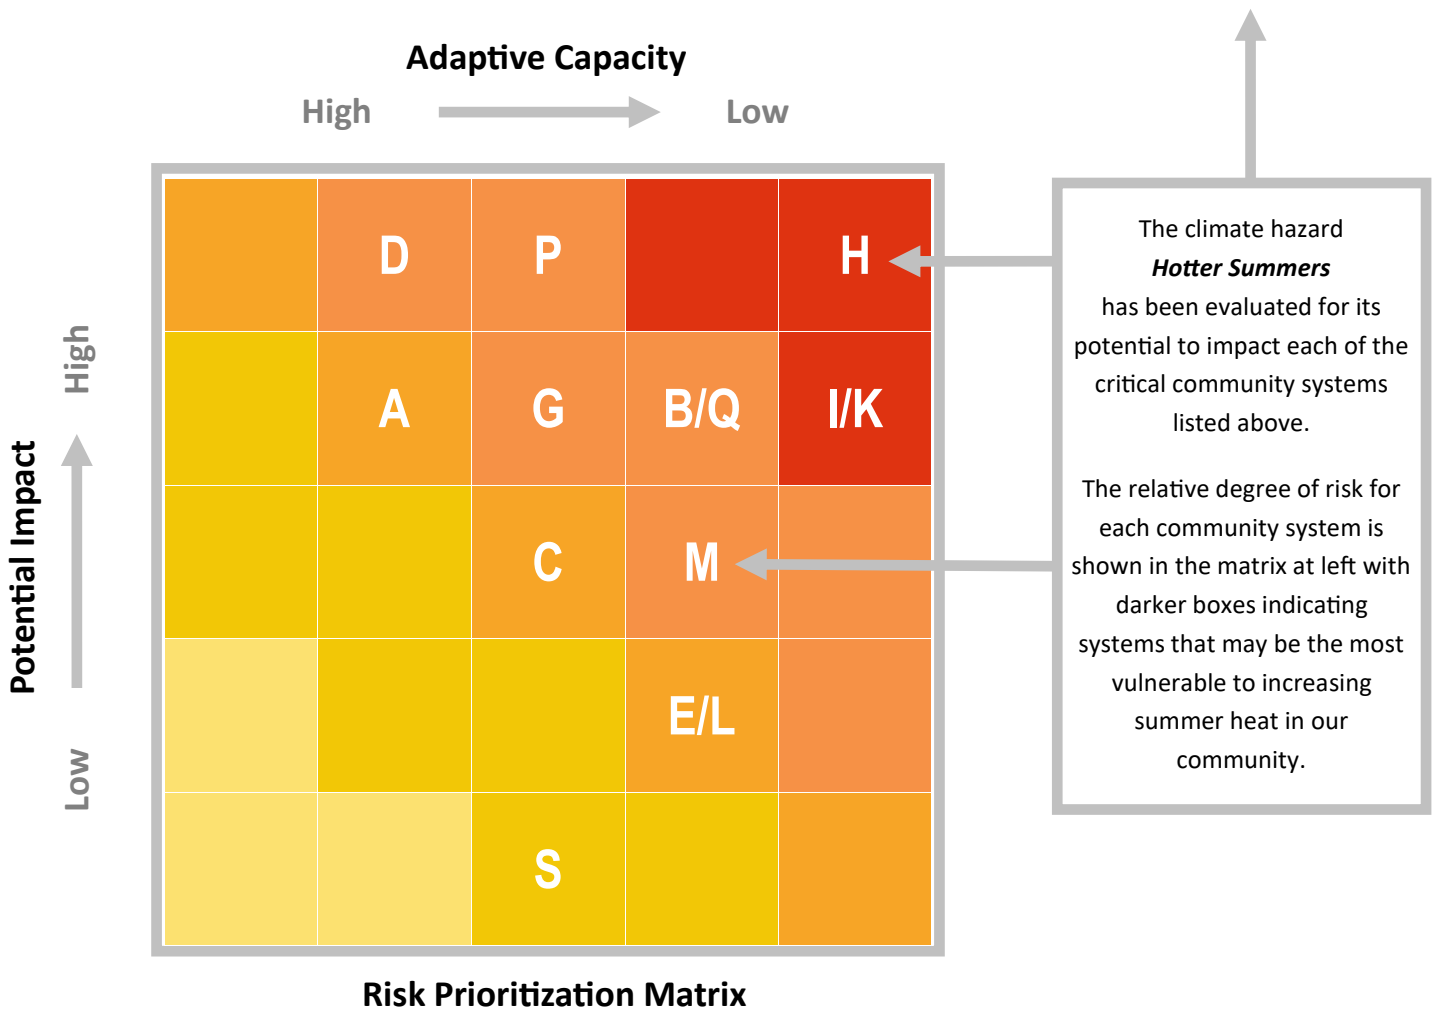 Adaptive Capacity
High
Low
D
P
H
A
G
B/Q
I/K
C
M
E/L
S
High
Potential Impact
Low
Risk Prioritization Matrix
The climate hazard
Hotter Summers
has been evaluated for its
potential to impact each of the
critical community systems
listed above.
The relative degree of risk for
each community system is
shown in the matrix at left with
darker boxes indicating
systems that may be the most
vulnerable to increasing
summer heat in our
community.